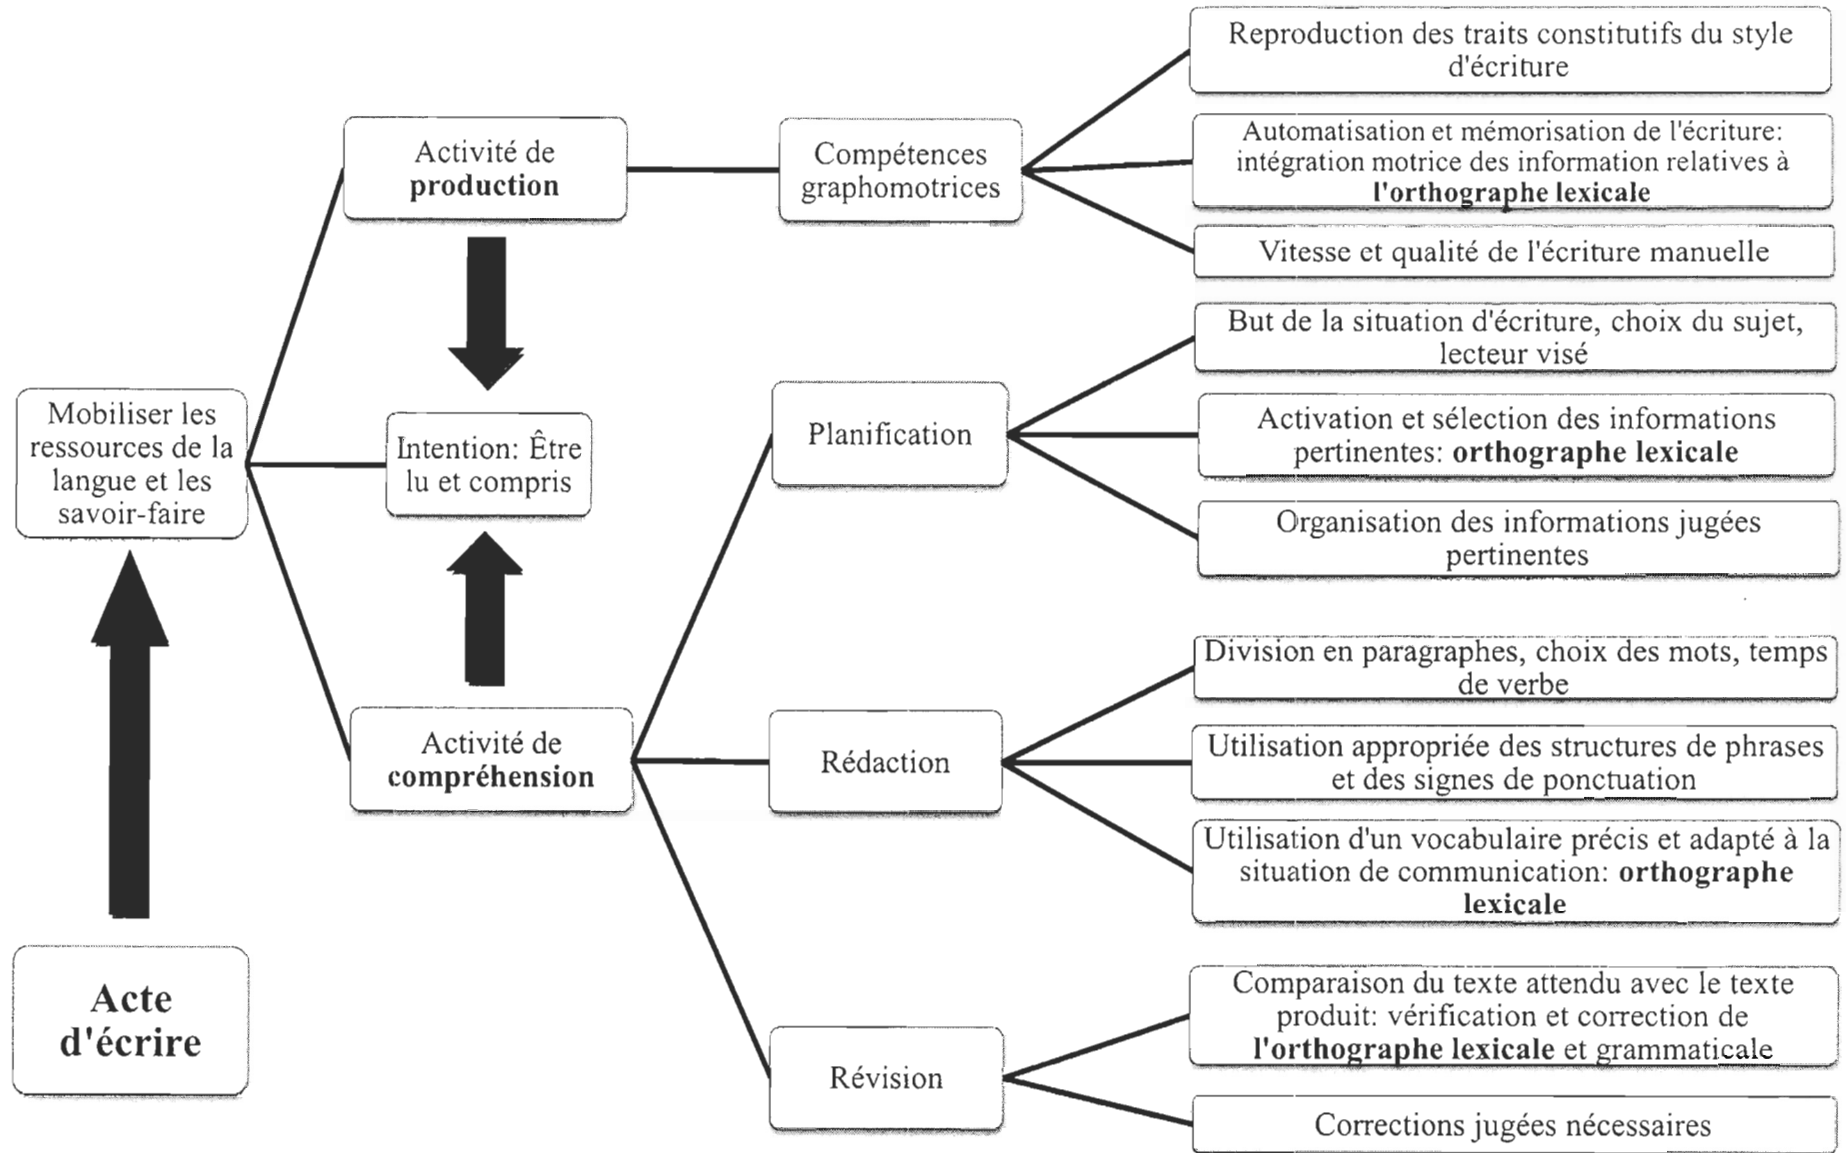 Reproduction des traits constitutifs du style
d'écriture
Activité de
production
Compétences
graphomotrices
Automatisation et mémorisation de l'écriture:
intégration motrice des information relatives à
l'orthographe lexicale
Vitesse et qualité de l'écriture manuelle
Mobiliser les
ressources de la
langue et les
savoir-faire
Intention: Être
lu et compris
Planification
But de la situation d'écriture, choix du sujet,
lecteur visé
Activation et sélection des informations
pertinentes: orthographe lexicale
Organisation des informations jugées
pertinentes
Activité de
compréhension
Rédaction
Division en paragraphes, choix des mots, temps
de verbe
Utilisation appropriée des structures de phrases
et des signes de ponctuation
Utilisation d'un vocabulaire précis et adapté à la
situation de communication: orthographe
lexicale
Acte
d'écrire
Révision
Comparaison du texte attendu avec le texte
produit: vérification et correction de
l'orthographe lexicale et grammaticale
Corrections jugées nécessaires